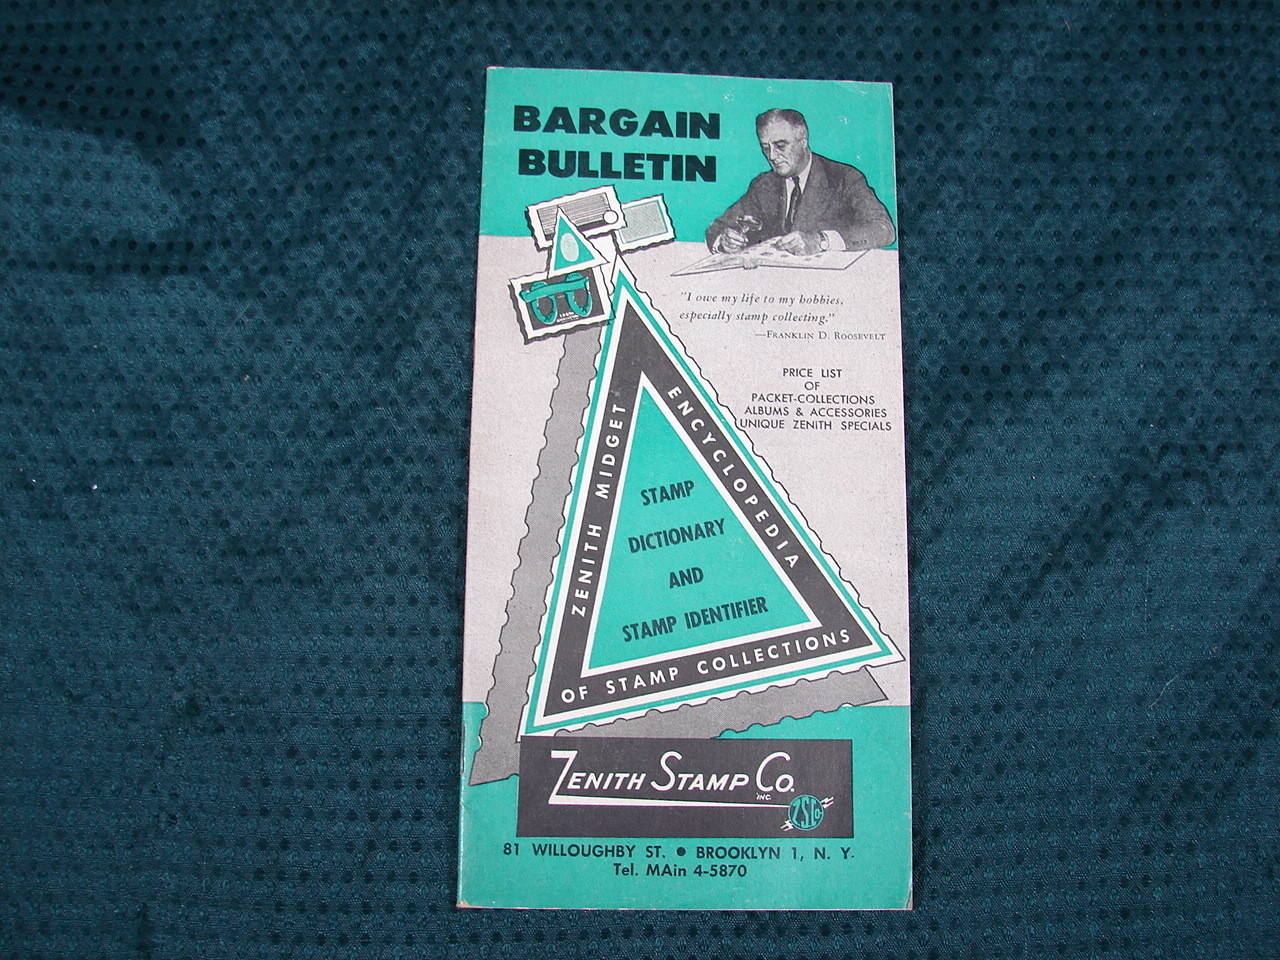 BARGAIN
BULLETIN
"I owe my life to my hobbies,
especially stamp collecting."
—FRANKLIN D. ROOSEVELT
PRICE LIST
OF
PACKET-COLLECTIONS
ALBUMS & ACCESSORIES
UNIQUE ZENITH SPECIALS
ZENITH MIDGET
ENCYCLOPEDIA
OF STAMP COLLECTIONS
STAMP
DICTIONARY
AND
STAMP IDENTIFIER
ZENITH STAMP CO.
INC.
Z.S.Co.
81 WILLOUGHBY ST. ● BROOKLYN 1, N. Y.
Tel. MAin 4-5870